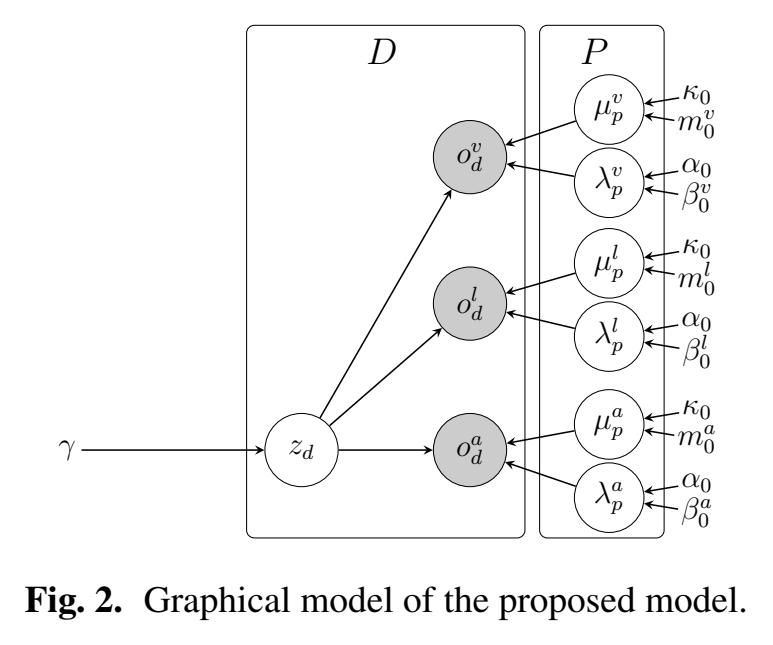 D
P
μ_p^v
κ_0
m_0^v
o_d^v
λ_p^v
α_0
β_0^v
μ_p^l
κ_0
m_0^l
o_d^l
λ_p^l
α_0
β_0^l
μ_p^a
κ_0
m_0^a
γ
z_d
o_d^a
λ_p^a
α_0
β_0^a
Fig. 2. Graphical model of the proposed model.